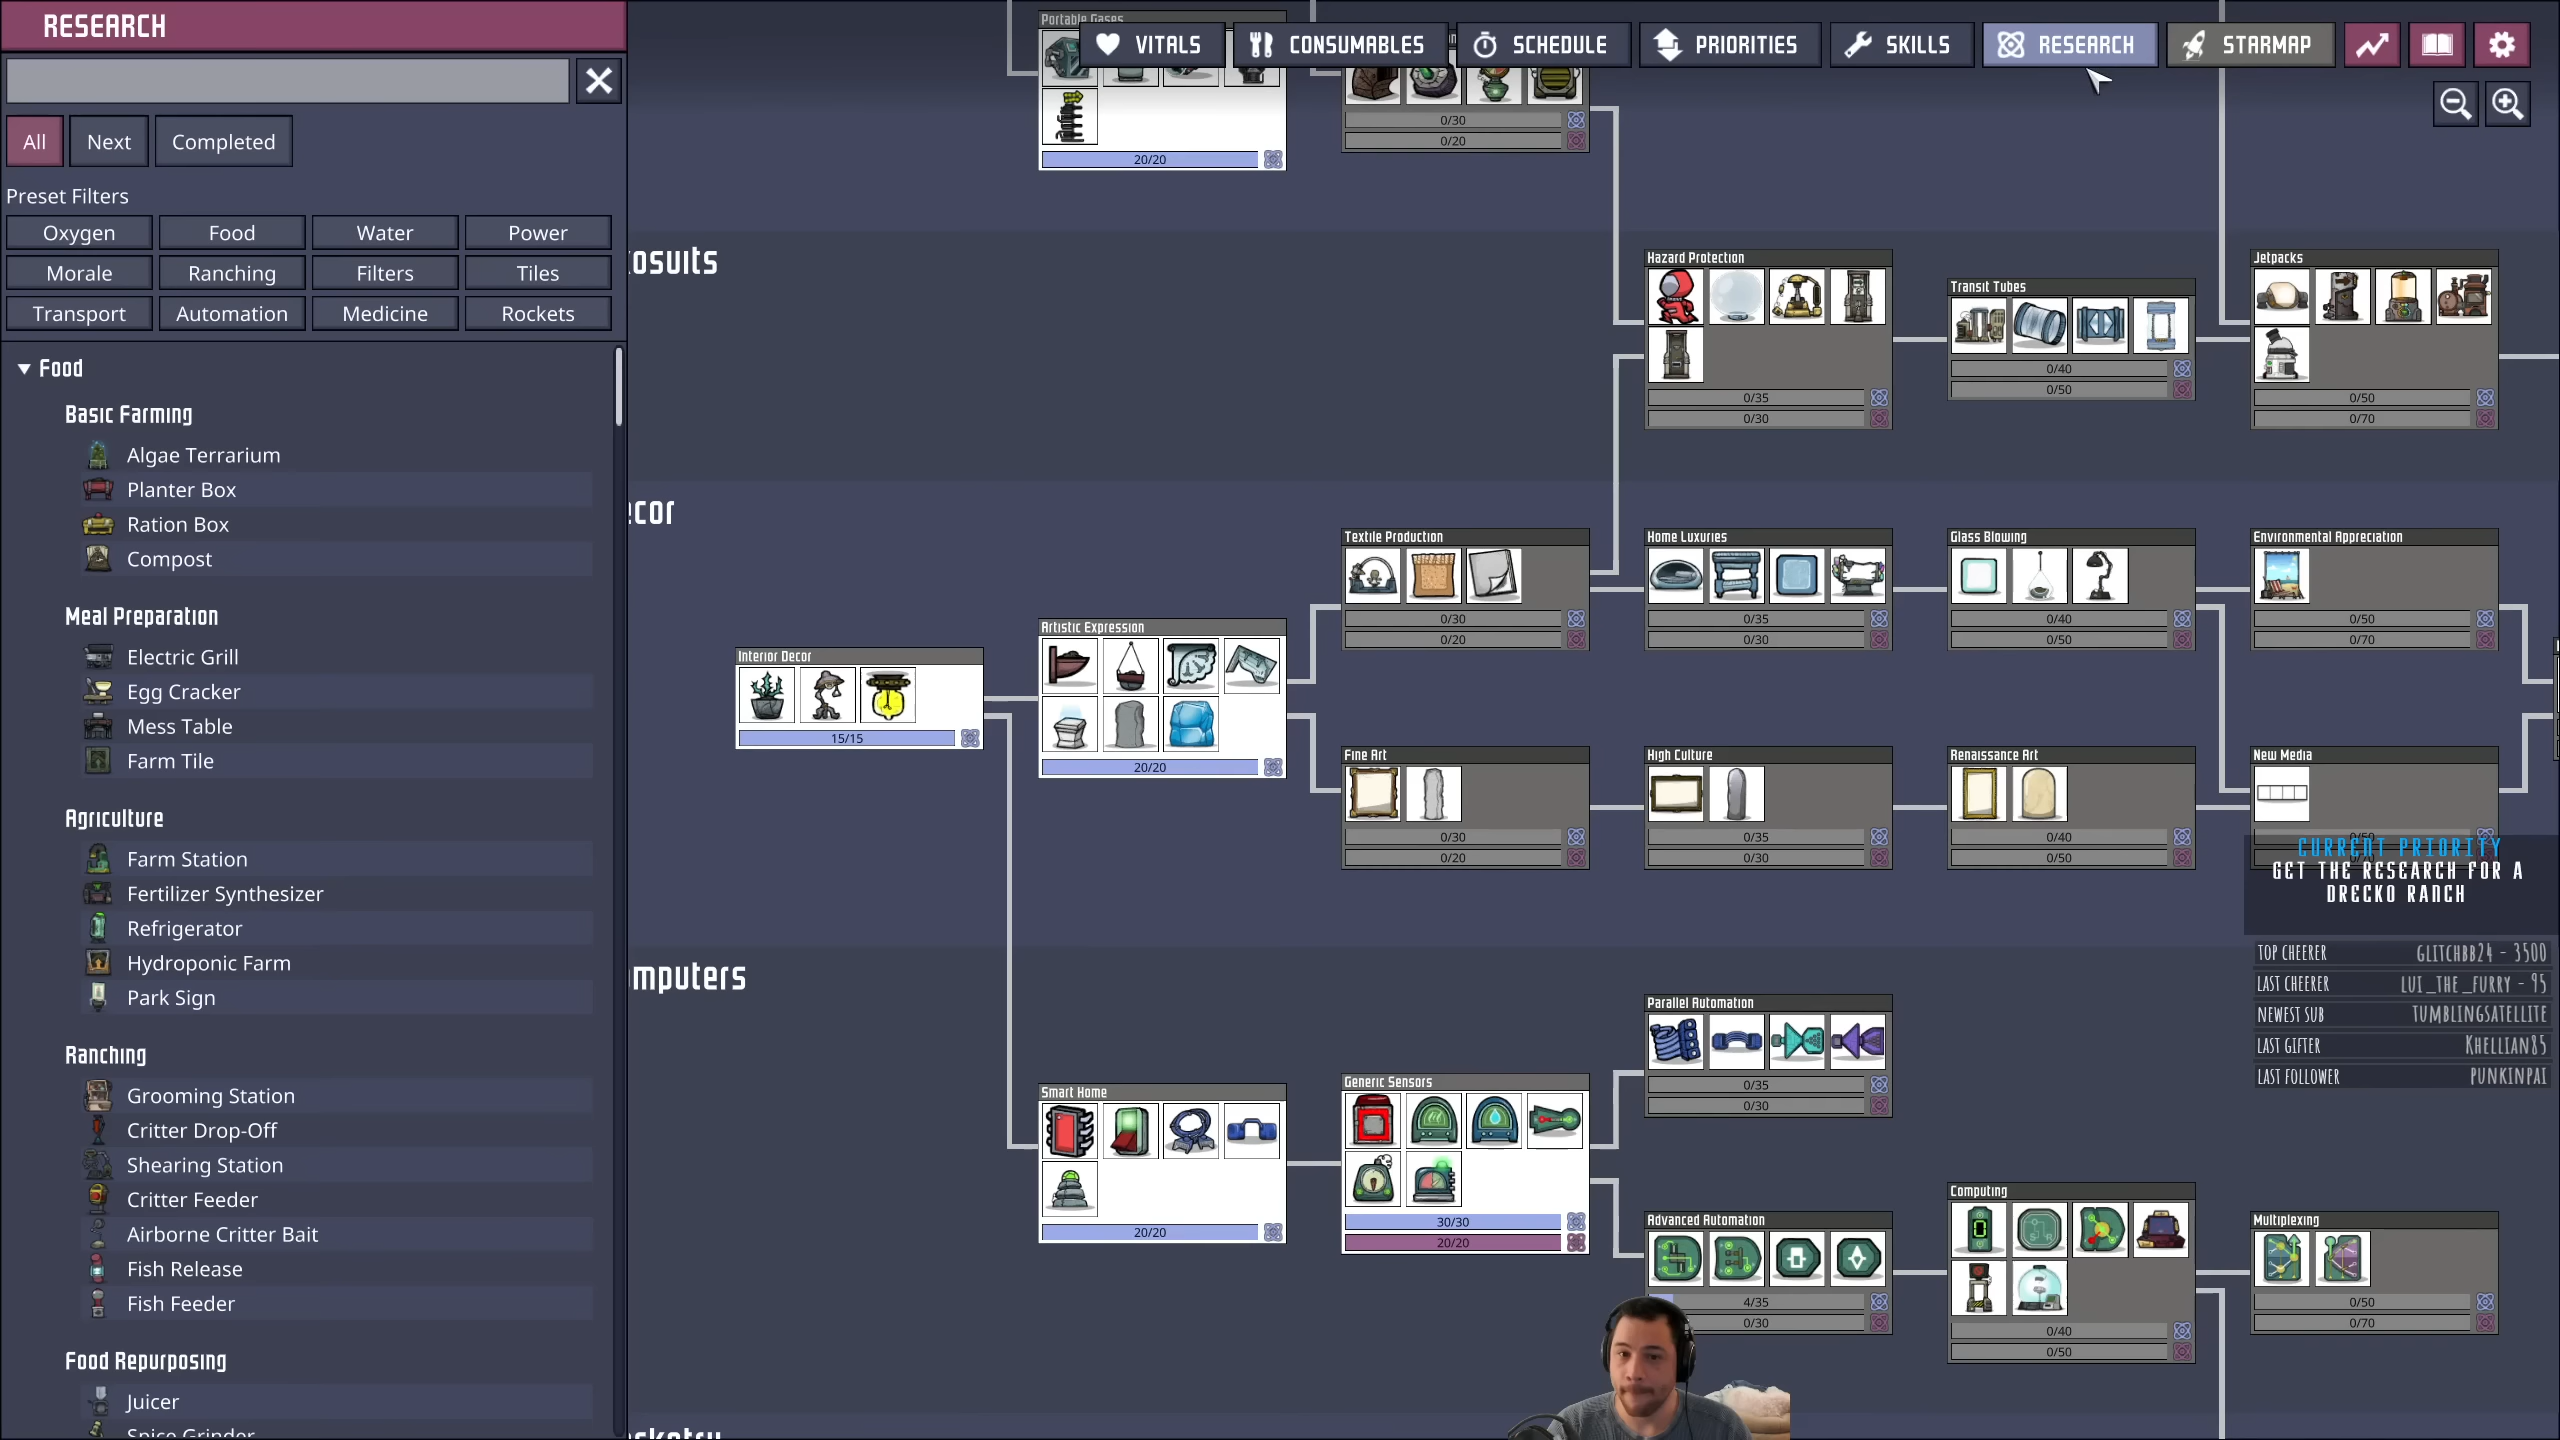 RESEARCH
VITALS
CONSUMABLES
SCHEDULE
PRIORITIES
SKILLS
RESEARCH
STARMAP
All
Next
Completed
Preset Filters
Oxygen
Food
Water
Power
Morale
Ranching
Filters
Tiles
Transport
Automation
Medicine
Rockets
Food
Basic Farming
Algae Terrarium
Planter Box
Ration Box
Compost
Meal Preparation
Electric Grill
Egg Cracker
Mess Table
Farm Tile
Agriculture
Farm Station
Fertilizer Synthesizer
Refrigerator
Hydroponic Farm
Park Sign
Ranching
Grooming Station
Critter Drop-Off
Shearing Station
Critter Feeder
Airborne Critter Bait
Fish Release
Fish Feeder
Food Repurposing
Juicer
Spice Grinder
Portable Gases
20/20
0/30
0/20
osuits
Hazard Protection
0/35
0/30
Transit Tubes
0/40
0/50
Jetpacks
0/50
0/70
ecor
Interior Decor
15/15
Artistic Expression
20/20
Textile Production
0/30
0/20
Home Luxuries
0/35
0/30
Glass Blowing
0/40
0/50
Environmental Appreciation
0/50
0/70
Fine Art
0/30
0/20
High Culture
0/35
0/30
Renaissance Art
0/40
0/50
New Media
0/50
CURRENT PRIORITY
GET THE RESEARCH FOR A
DRECKO RANCH
TOP CHEERER GLITCHBB24 - 3500
LAST CHEERER LUI_THE_FURRY - 95
NEWEST SUB TUMBLINGSATELLITE
LAST GIFTER KHELLIAN85
LAST FOLLOWER PUNKINPAI
mputers
Smart Home
20/20
Generic Sensors
30/30
20/20
Parallel Automation
0/35
0/30
Advanced Automation
4/35
0/30
Computing
0/40
0/50
Multiplexing
0/50
0/70